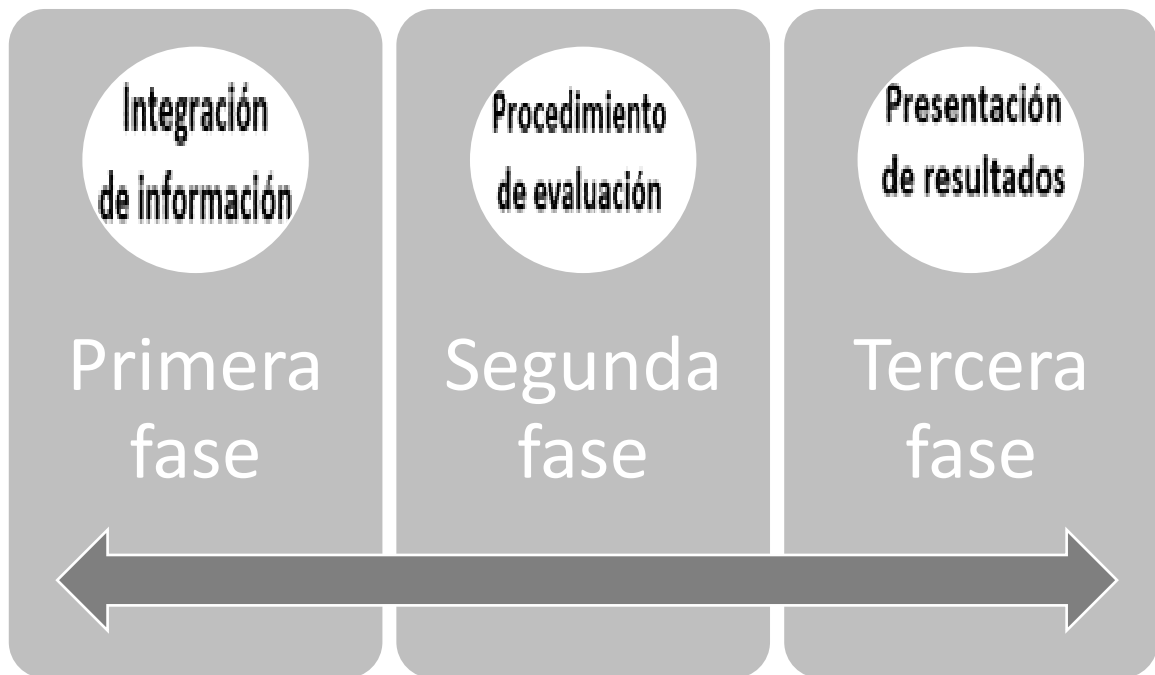 Integración
de información
Primera
fase
Procedimiento
de evaluación
Segunda
fase
Presentación
de resultados
Tercera
fase